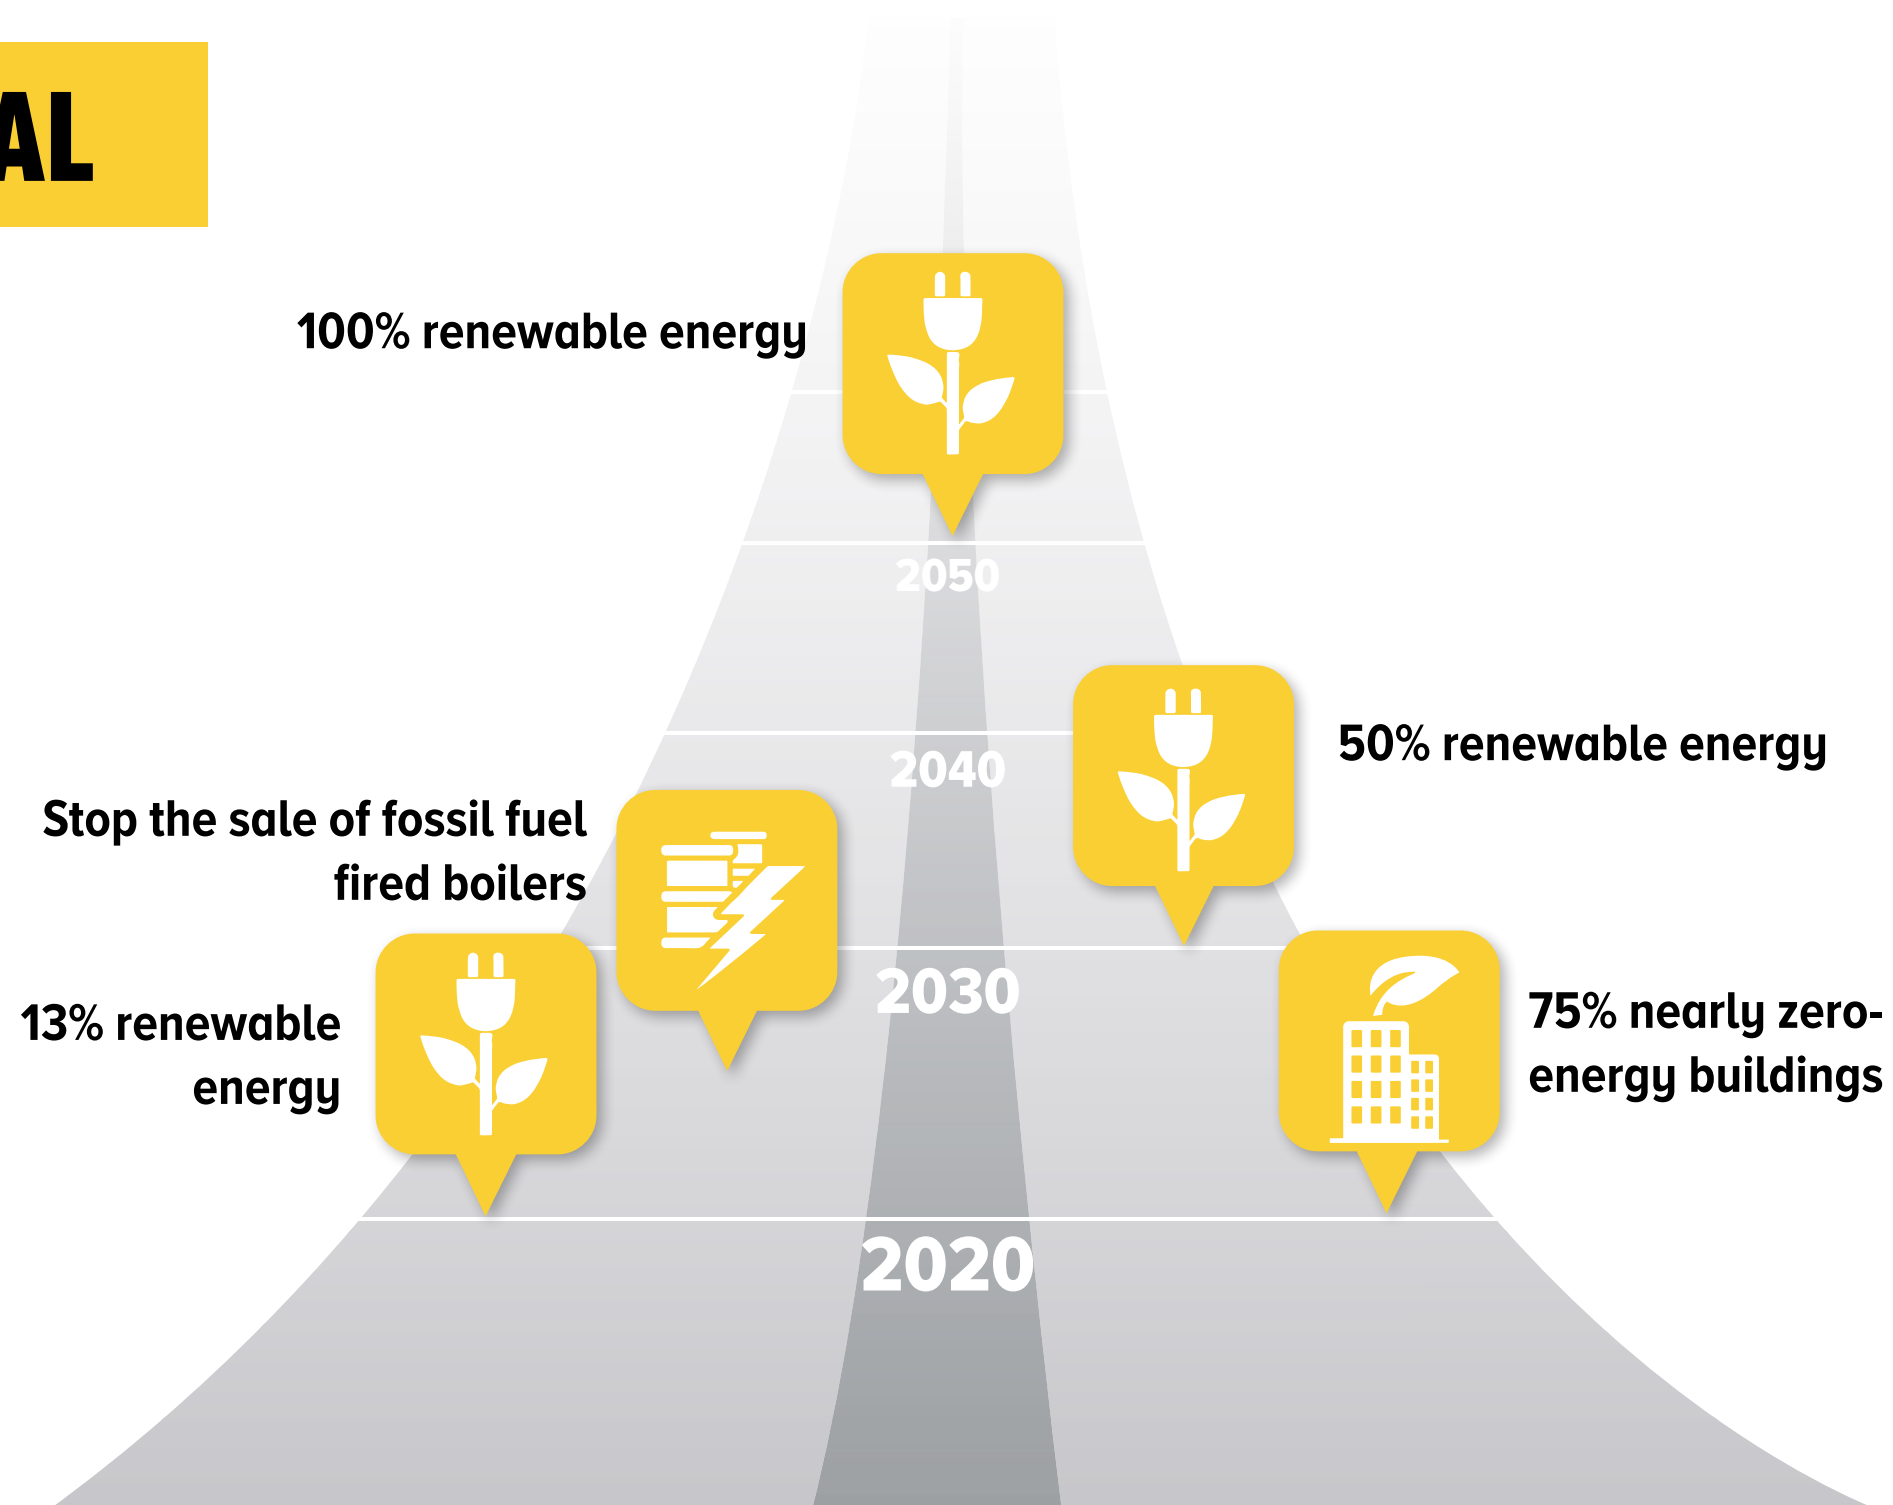 AL
100% renewable energy
2050
50% renewable energy
2040
Stop the sale of fossil fuel
fired boilers
2030
13% renewable
energy
75% nearly zero-
energy buildings
2020